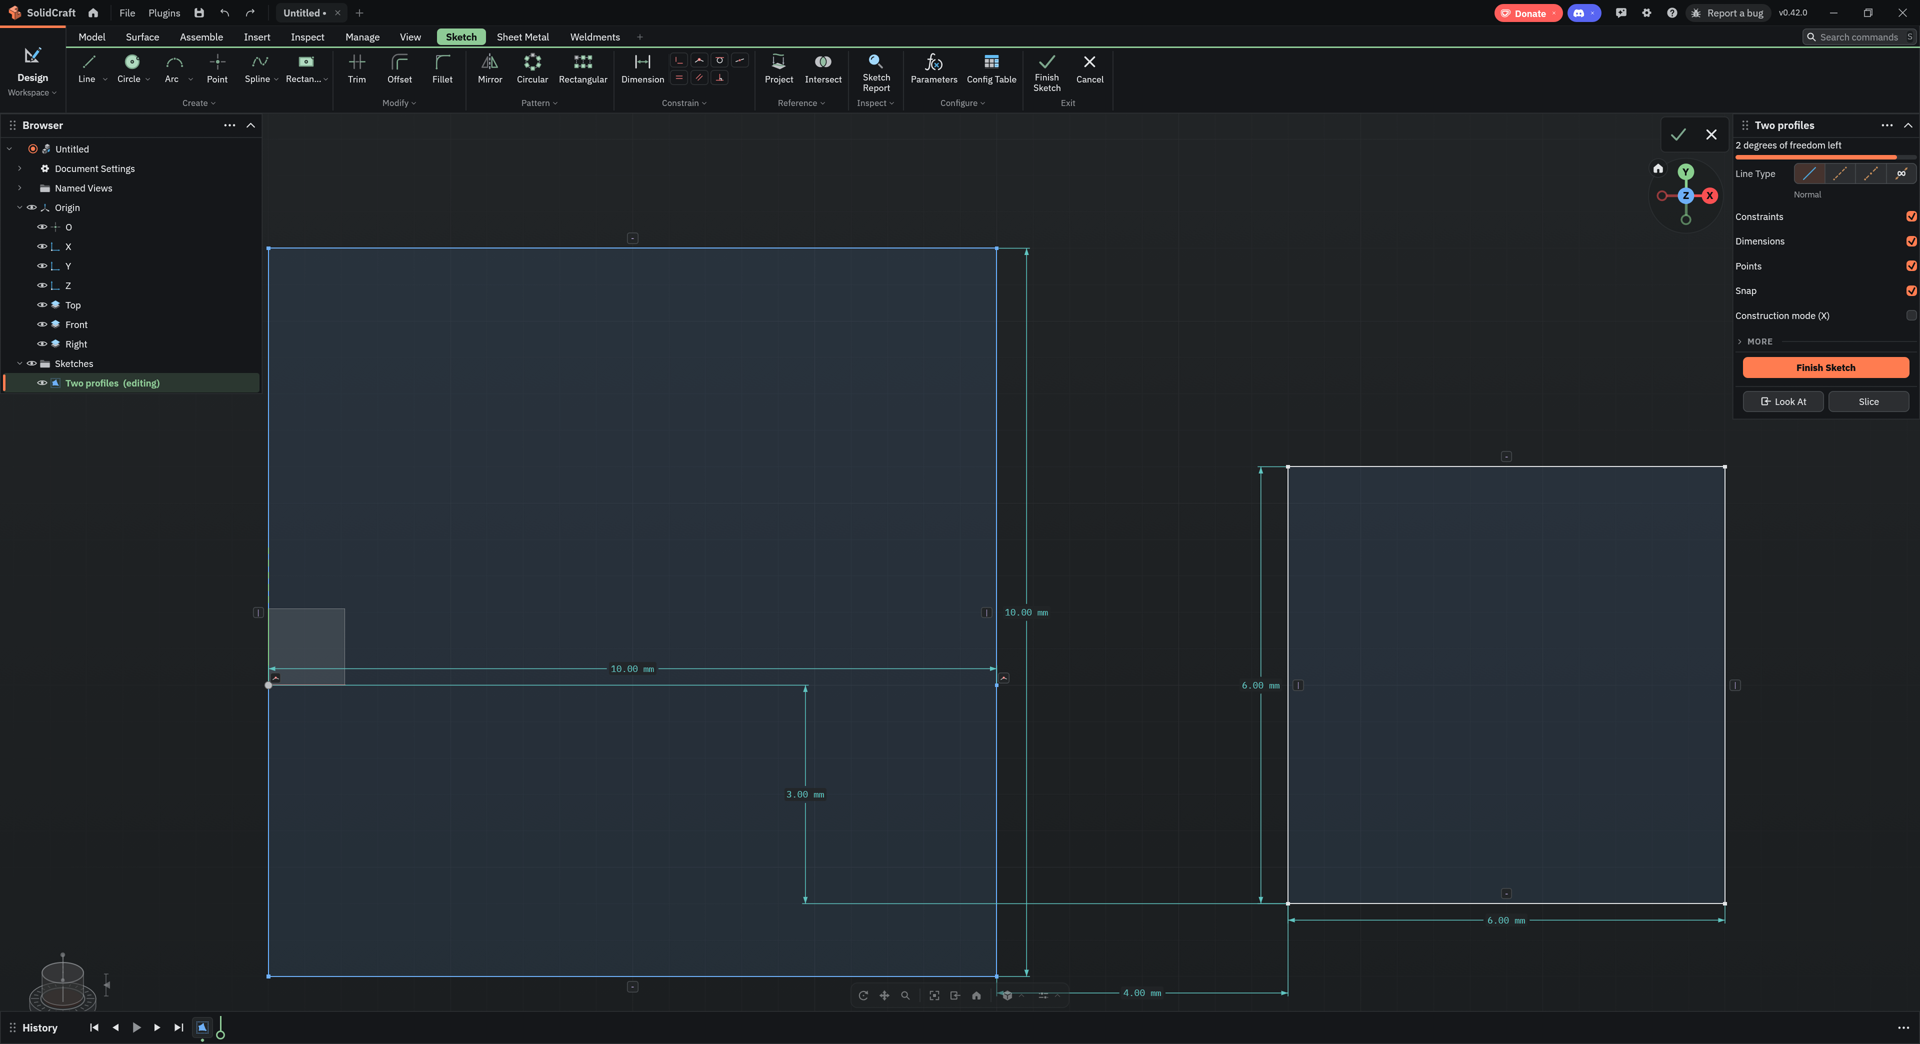 SolidCraft File Plugins Untitled • Donate Report a bug v0.42.0
Model Surface Assemble Insert Inspect Manage View Sketch Sheet Metal Weldments Search commands S
Design
Workspace
Line Circle Arc Point Spline Rectan... Trim Offset Fillet Mirror Circular Rectangular Dimension Project Intersect Sketch Report Parameters Config Table Finish Sketch Cancel
Create Modify Pattern Constrain Reference Inspect Configure Exit
Browser
Untitled
Document Settings
Named Views
Origin
O
X
Y
Z
Top
Front
Right
Sketches
Two profiles (editing)
Y
Z
X
10.00 mm
10.00 mm
3.00 mm
6.00 mm
6.00 mm
4.00 mm
Two profiles
2 degrees of freedom left
Line Type
Normal
Constraints
Dimensions
Points
Snap
Construction mode (X)
MORE
Finish Sketch
Look At Slice
History